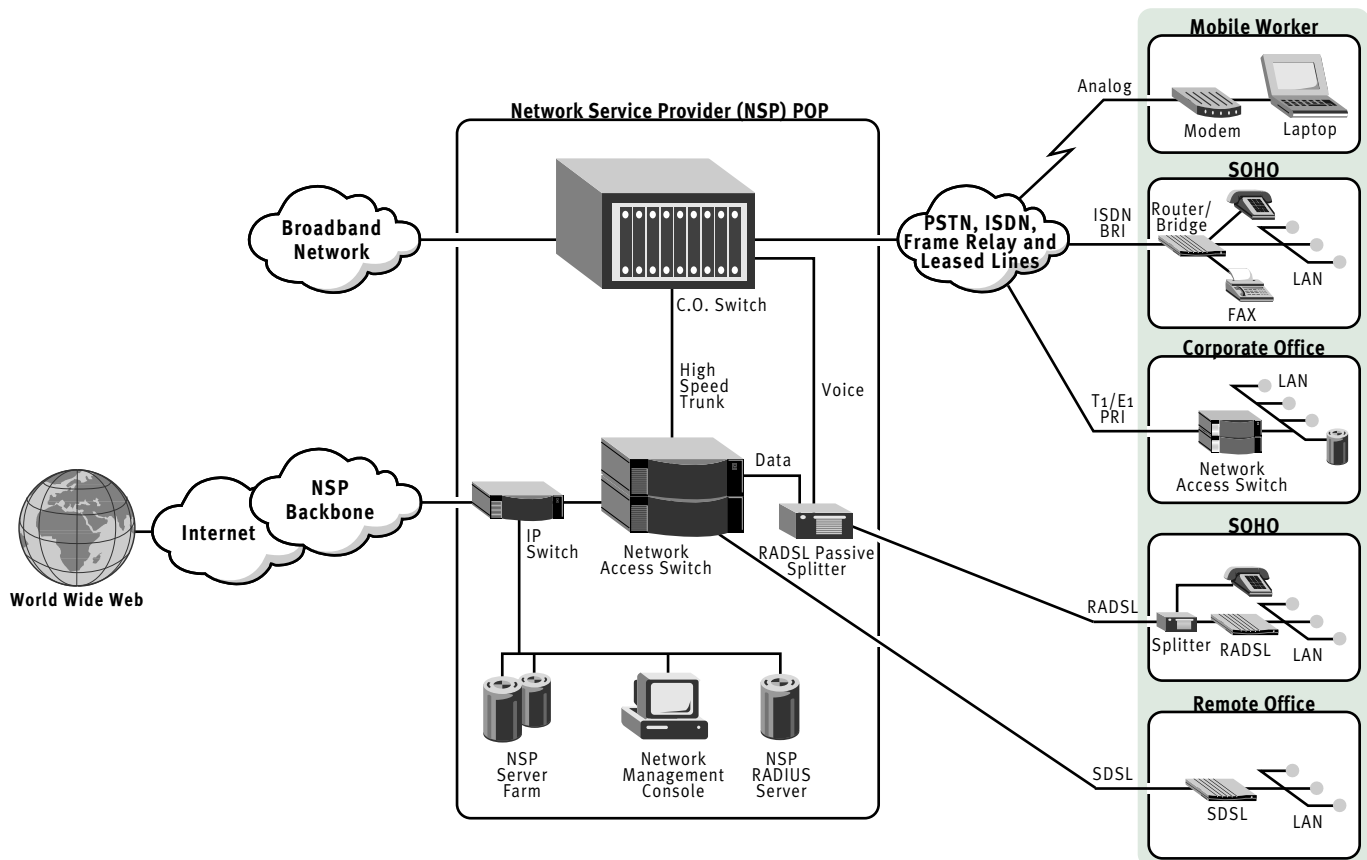 Mobile Worker
Analog
Modem
Laptop
Network Service Provider (NSP) POP
SOHO
ISDN
BRI
Router/
Bridge
LAN
FAX
Broadband
Network
PSTN, ISDN,
Frame Relay and
Leased Lines
C.O. Switch
Corporate Office
High
Speed
Trunk
Voice
T1/E1
PRI
LAN
Network
Access Switch
Data
NSP
Backbone
Internet
IP
Switch
Network
Access Switch
RADSL Passive
Splitter
World Wide Web
SOHO
RADSL
Splitter
RADSL
LAN
Remote Office
NSP
Server
Farm
Network
Management
Console
NSP
RADIUS
Server
SDSL
SDSL
LAN